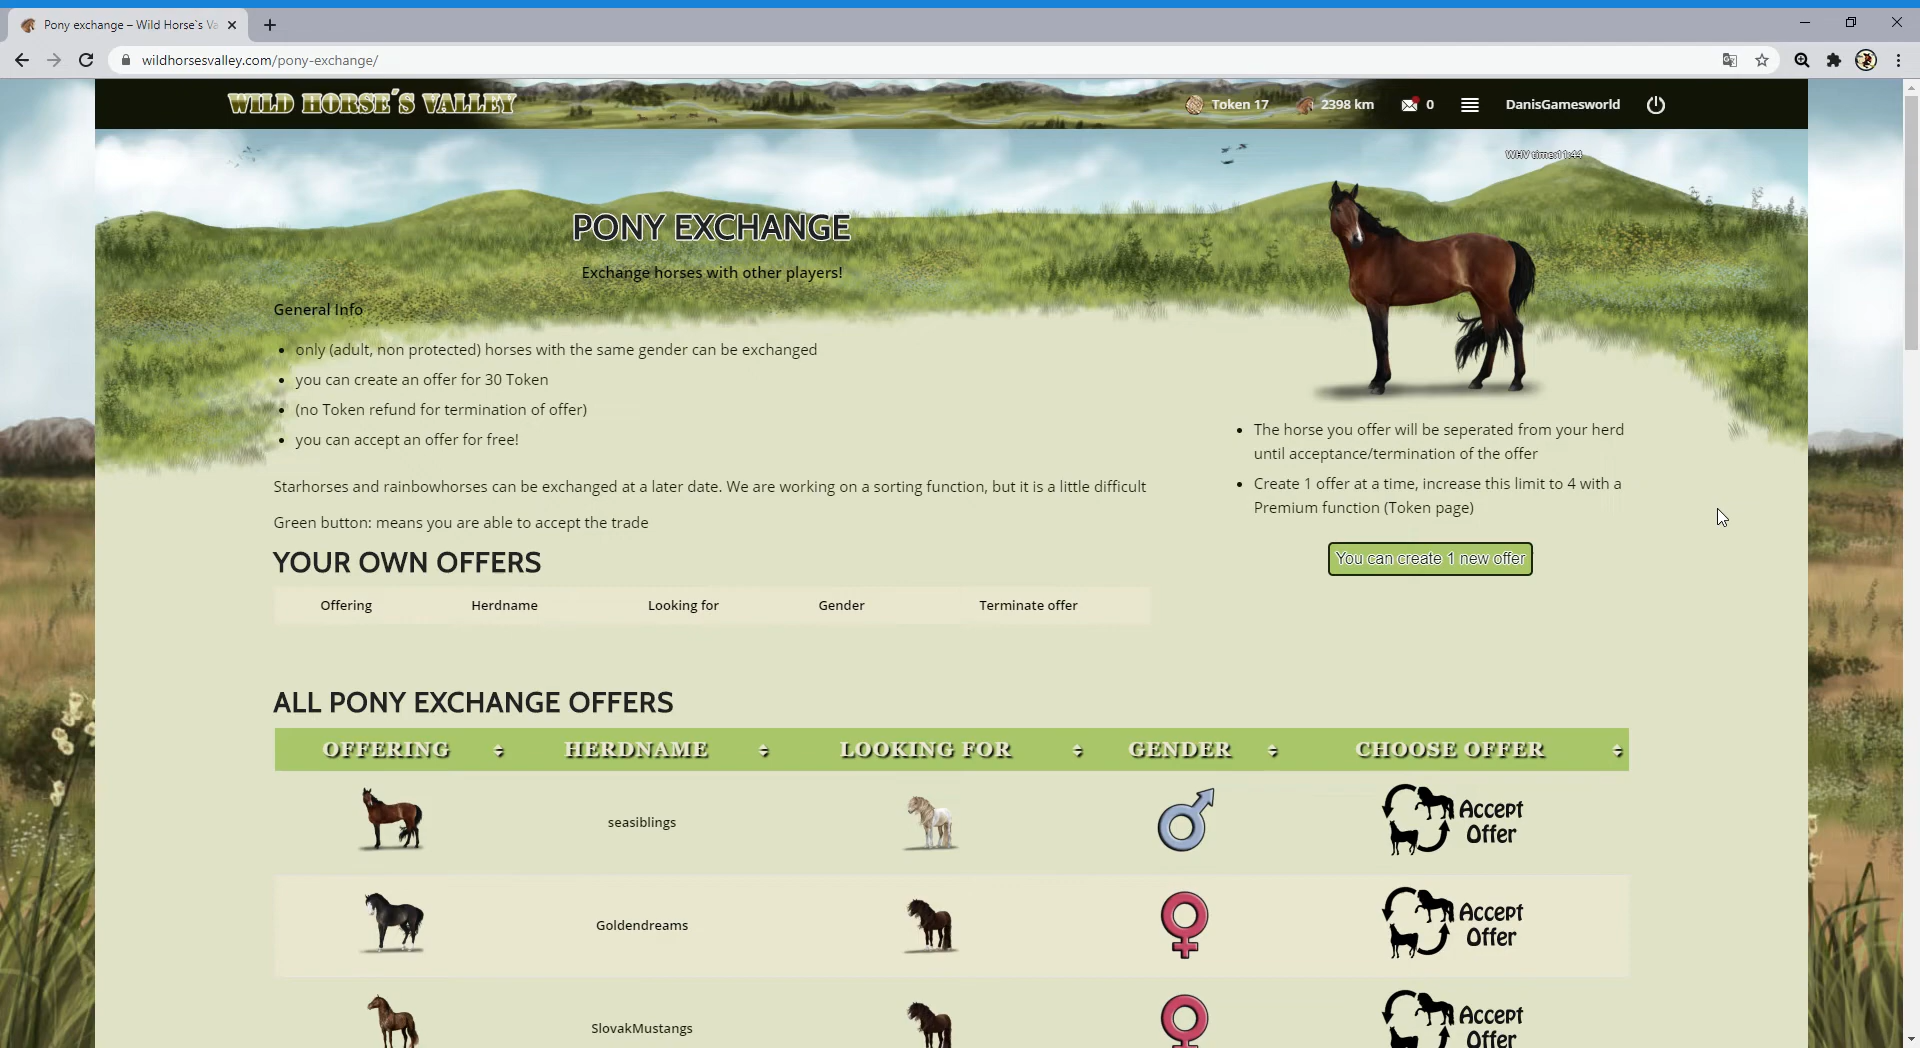 Pony exchange – Wild Horse`s Va
wildhorsesvalley.com/pony-exchange/
WILD HORSE´S VALLEY
Token 17
2398 km
0
DanisGamesworld
WHV time:11:44
PONY EXCHANGE
Exchange horses with other players!
General Info
only (adult, non protected) horses with the same gender can be exchanged
you can create an offer for 30 Token
(no Token refund for termination of offer)
you can accept an offer for free!
Starhorses and rainbowhorses can be exchanged at a later date. We are working on a sorting function, but it is a little difficult
Green button: means you are able to accept the trade
The horse you offer will be seperated from your herd
until acceptance/termination of the offer
Create 1 offer at a time, increase this limit to 4 with a
Premium function (Token page)
You can create 1 new offer
YOUR OWN OFFERS
Offering Herdname Looking for Gender Terminate offer
ALL PONY EXCHANGE OFFERS
OFFERING HERDNAME LOOKING FOR GENDER CHOOSE OFFER
seasiblings
Accept
Offer
Goldendreams
Accept
Offer
SlovakMustangs
Accept
Offer